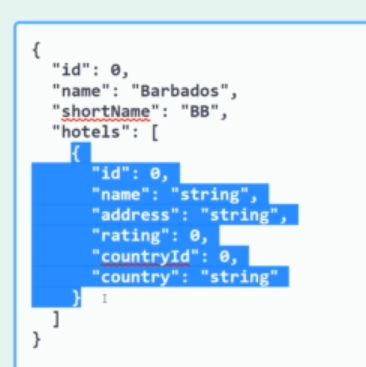 {
"id": 0,
"name": "Barbados",
"shortName": "BB",
"hotels": [
{
"id": 0,
"name": "string",
"address": "string",
"rating": 0,
"countryId": 0,
"country": "string"
}
]
}